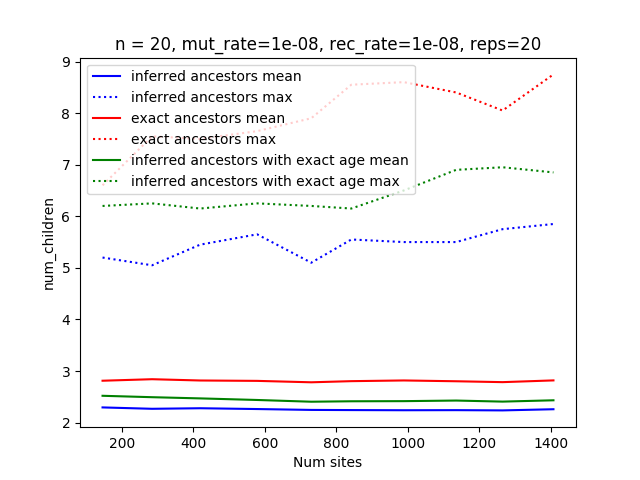 n = 20, mut_rate=1e-08, rec_rate=1e-08, reps=20
9
8
7
6
5
4
3
2
num_children
inferred ancestors mean
inferred ancestors max
exact ancestors mean
exact ancestors max
inferred ancestors with exact age mean
inferred ancestors with exact age max
200 400 600 800 1000 1200 1400
Num sites